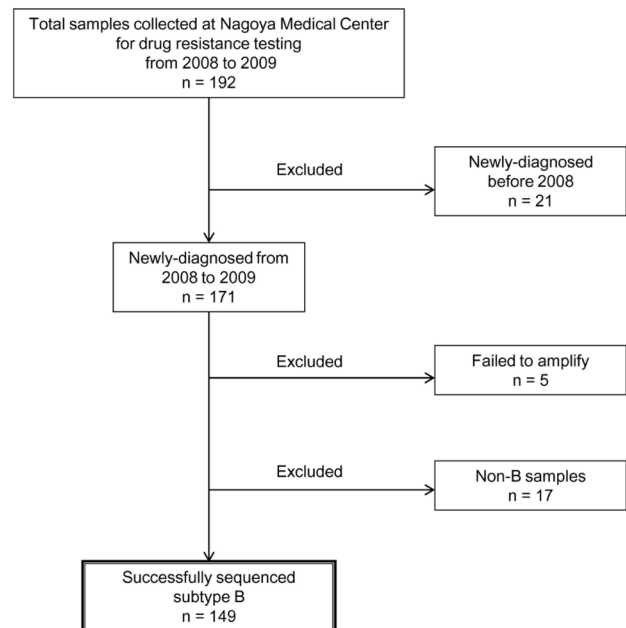 Total samples collected at Nagoya Medical Center
for drug resistance testing
from 2008 to 2009
n = 192
Excluded
Newly-diagnosed
before 2008
n = 21
Newly-diagnosed from
2008 to 2009
n = 171
Excluded
Failed to amplify
n = 5
Excluded
Non-B samples
n = 17
Successfully sequenced
subtype B
n = 149